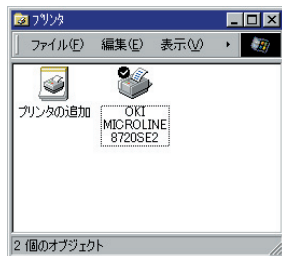 プリンタ
ファイル(F) 編集(E) 表示(V)
プリンタの追加
OKI
MICROLINE
8720SE2
2 個のオブジェクト